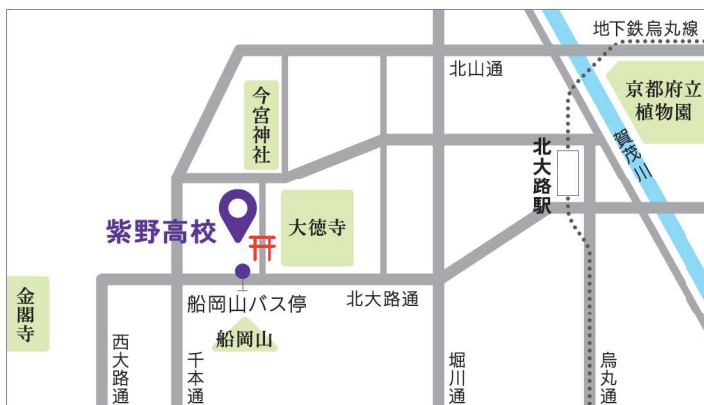 地下鉄烏丸線
北山通
京都府立
植物園
今宮神社
賀茂川
北大路駅
紫野高校
大徳寺
金閣寺
船岡山バス停
北大路通
船岡山
西大路通
千本通
堀川通
烏丸通